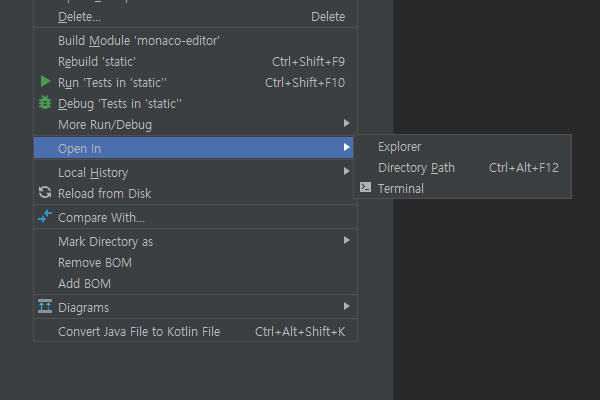 Delete... Delete
Build Module 'monaco-editor'
Rebuild 'static' Ctrl+Shift+F9
Run 'Tests in 'static'' Ctrl+Shift+F10
Debug 'Tests in 'static''
More Run/Debug
Open In
Explorer
Directory Path Ctrl+Alt+F12
Terminal
Local History
Reload from Disk
Compare With...
Mark Directory as
Remove BOM
Add BOM
Diagrams
Convert Java File to Kotlin File Ctrl+Alt+Shift+K